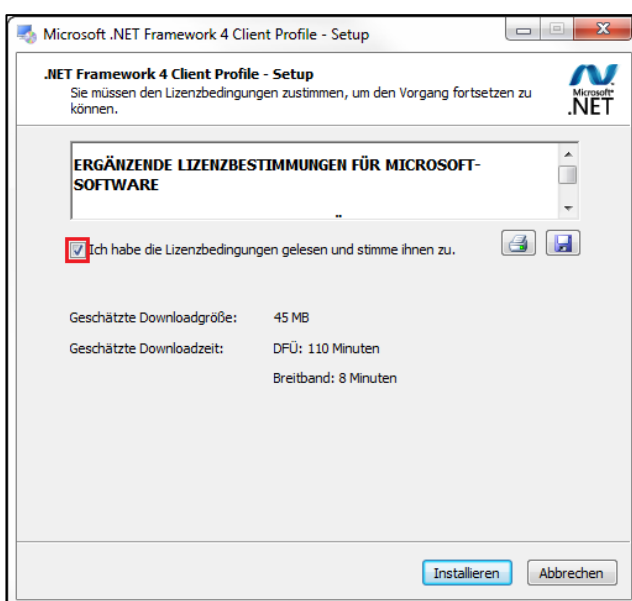 Microsoft .NET Framework 4 Client Profile - Setup
.NET Framework 4 Client Profile - Setup
Sie müssen den Lizenzbedingungen zustimmen, um den Vorgang fortsetzen zu
können.
Microsoft
.NET
ERGÄNZENDE LIZENZBESTIMMUNGEN FÜR MICROSOFT-
SOFTWARE
Ich habe die Lizenzbedingungen gelesen und stimme ihnen zu.
Geschätzte Downloadgröße: 45 MB
Geschätzte Downloadzeit: DFÜ: 110 Minuten
Breitband: 8 Minuten
Installieren Abbrechen